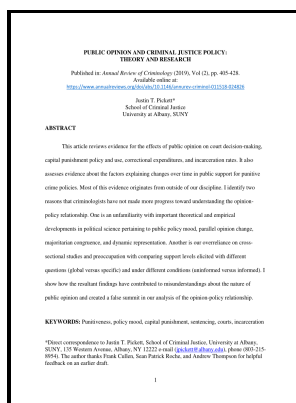 PUBLIC OPINION AND CRIMINAL JUSTICE POLICY:
THEORY AND RESEARCH
Published in: Annual Review of Criminology (2019), Vol (2), pp. 405-428.
Available online at:
https://www.annualreviews.org/doi/abs/10.1146/annurev-criminol-011518-024826
Justin T. Pickett*
School of Criminal Justice
University at Albany, SUNY
ABSTRACT
This article reviews evidence for the effects of public opinion on court decision-making,
capital punishment policy and use, correctional expenditures, and incarceration rates. It also
assesses evidence about the factors explaining changes over time in public support for punitive
crime policies. Most of this evidence originates from outside of our discipline. I identify two
reasons that criminologists have not made more progress toward understanding the opinion-
policy relationship. One is an unfamiliarity with important theoretical and empirical
developments in political science pertaining to public policy mood, parallel opinion change,
majoritarian congruence, and dynamic representation. Another is our overreliance on cross-
sectional studies and preoccupation with comparing support levels elicited with different
questions (global versus specific) and under different conditions (uninformed versus informed). I
show how the resultant findings have contributed to misunderstandings about the nature of
public opinion and created a false summit in our analysis of the opinion-policy relationship.
KEYWORDS: Punitiveness, policy mood, capital punishment, sentencing, courts, incarceration
*Direct correspondence to Justin T. Pickett, School of Criminal Justice, University at Albany,
SUNY, 135 Western Avenue, Albany, NY 12222 e-mail (jpickett@albany.edu), phone (803-215-
8954). The author thanks Frank Cullen, Sean Patrick Roche, and Andrew Thompson for helpful
feedback on an earlier draft.
1